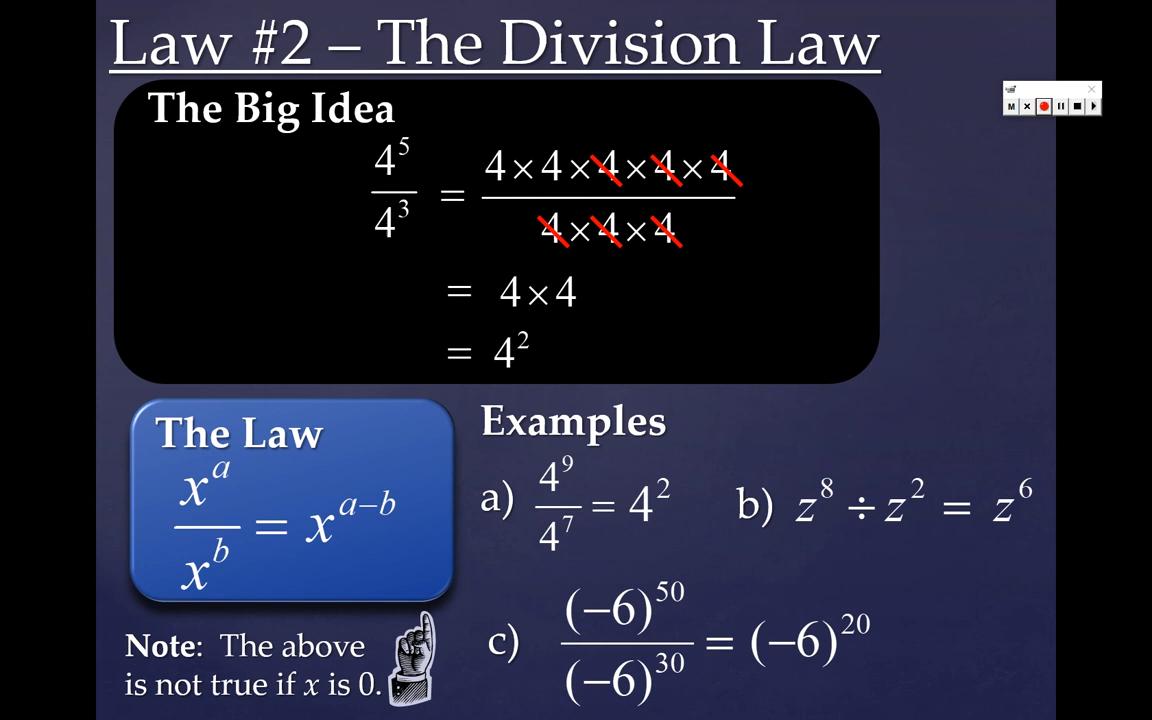 Law #2 – The Division Law
The Big Idea
4⁵/4³ = (4×4×4×4×4)/(4×4×4)
= 4×4
= 4²
The Law
xᵃ/xᵇ = xᵃ⁻ᵇ
Note: The above
is not true if x is 0.
Examples
a) 4⁹/4⁷ = 4² b) z⁸ ÷ z² = z⁶
c) (−6)⁵⁰/(−6)³⁰ = (−6)²⁰
M